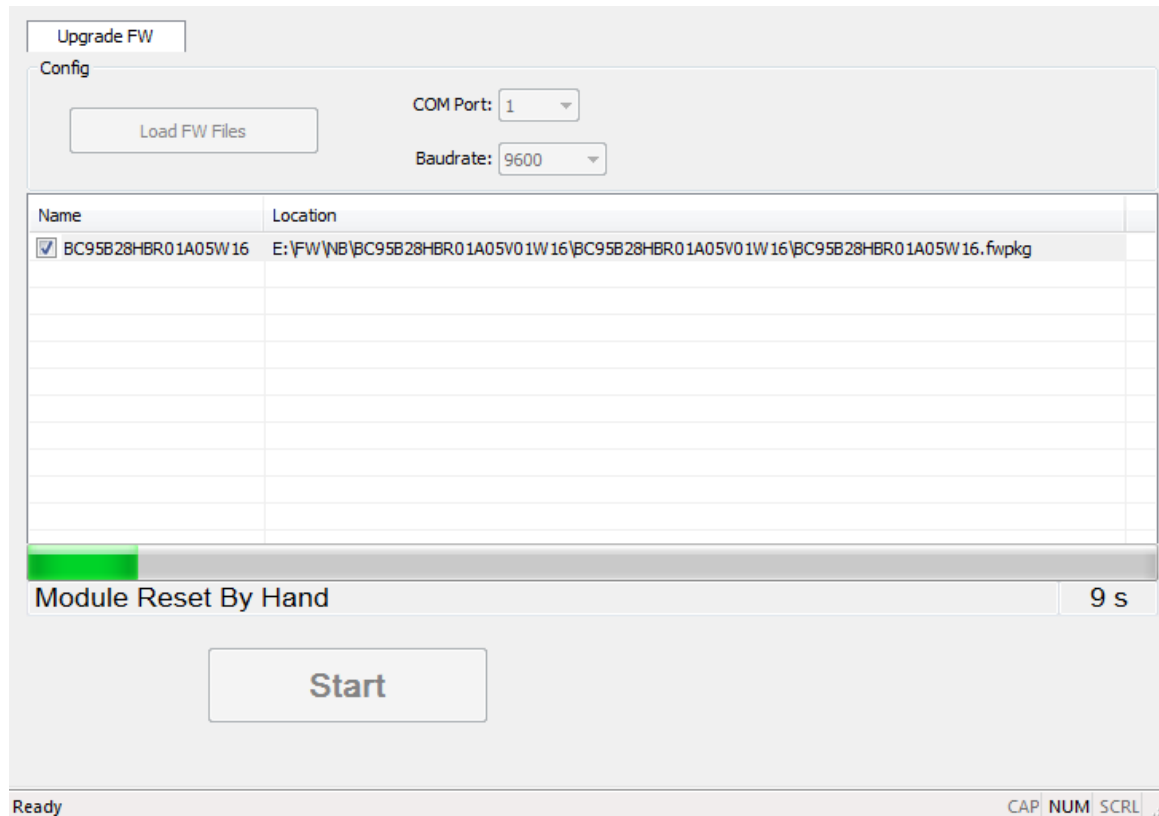 Upgrade FW
Config
Load FW Files
COM Port: 1
Baudrate: 9600
Name Location
BC95B28HBR01A05W16 E:\FW\NB\BC95B28HBR01A05V01W16\BC95B28HBR01A05V01W16\BC95B28HBR01A05W16.fwpkg
Module Reset By Hand 9 s
Start
Ready CAP NUM SCRL